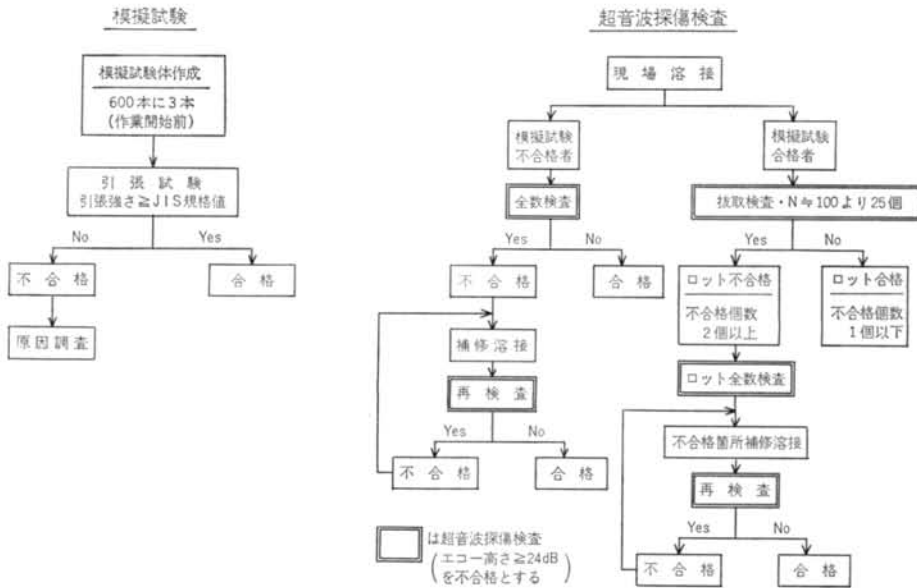 模擬試験
模擬試験体作成
600本に3本
(作業開始前)
引張試験
引張強さ≧JIS規格値
No
Yes
不合格
合格
原因調査
超音波探傷検査
現場溶接
模擬試験
不合格者
模擬試験
合格者
全数検査
抜取検査・N≒100より25個
Yes
No
Yes
No
不合格
合格
ロット不合格
不合格個数
2個以上
ロット合格
不合格個数
1個以下
補修溶接
ロット全数検査
再検査
不合格箇所補修溶接
Yes
No
不合格
合格
再検査
Yes
No
不合格
合格
は超音波探傷検査
(エコー高さ≧24dB
を不合格とする)